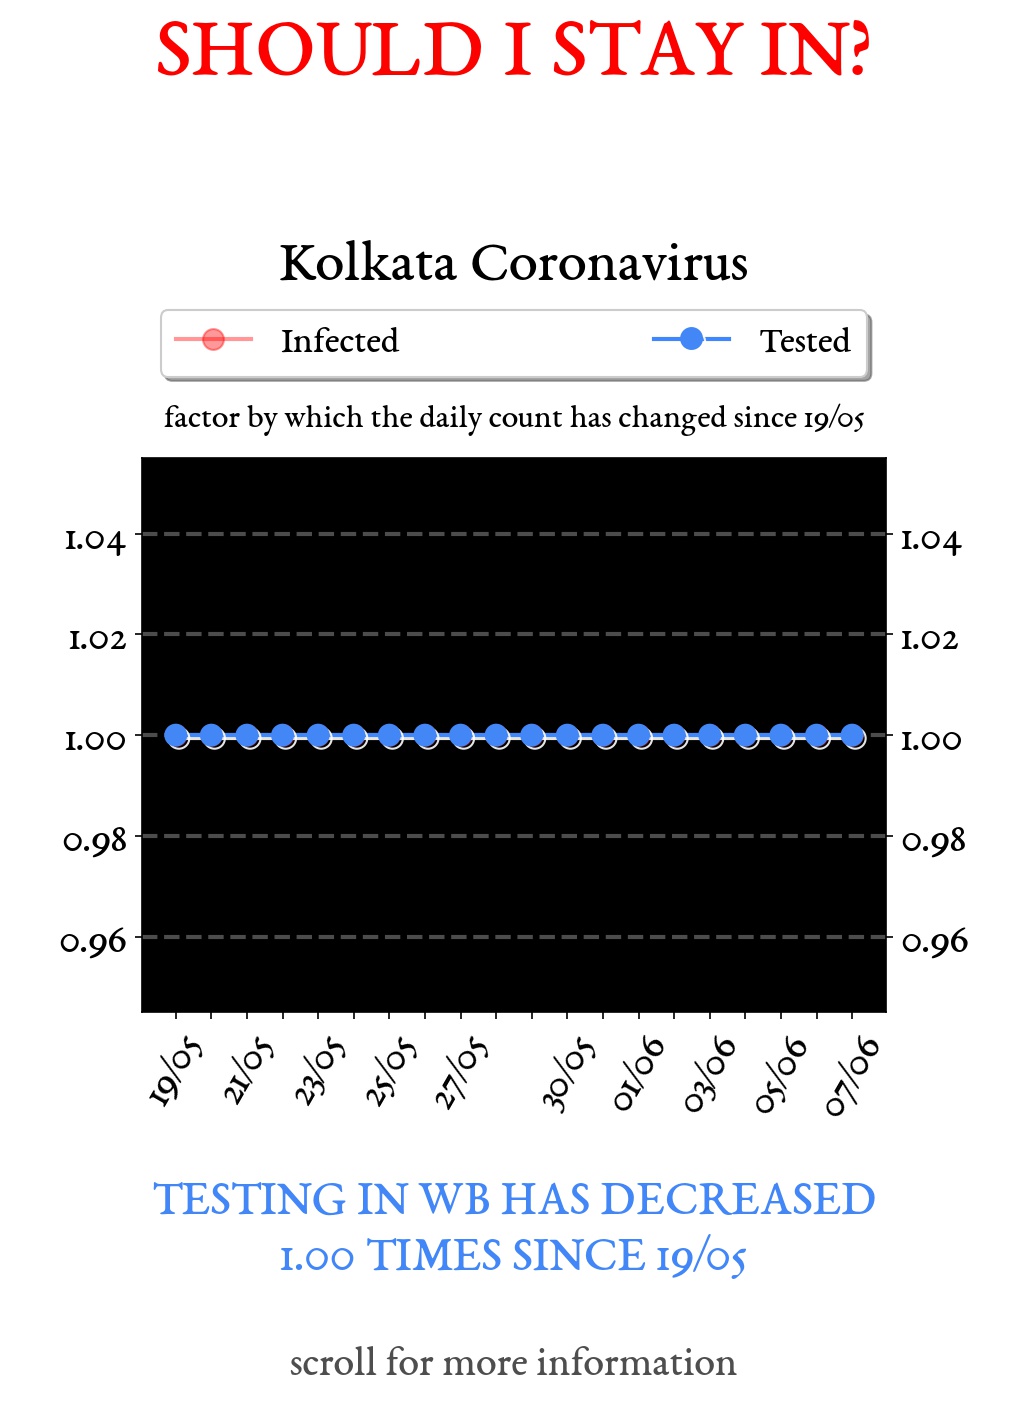 SHOULD I STAY IN?
Kolkata Coronavirus
Infected Tested
factor by which the daily count has changed since 19/05
1.04 1.04
1.02 1.02
1.00 1.00
0.98 0.98
0.96 0.96
19/05 21/05 23/05 25/05 27/05 30/05 01/06 03/06 05/06 07/06
TESTING IN WB HAS DECREASED
1.00 TIMES SINCE 19/05
scroll for more information